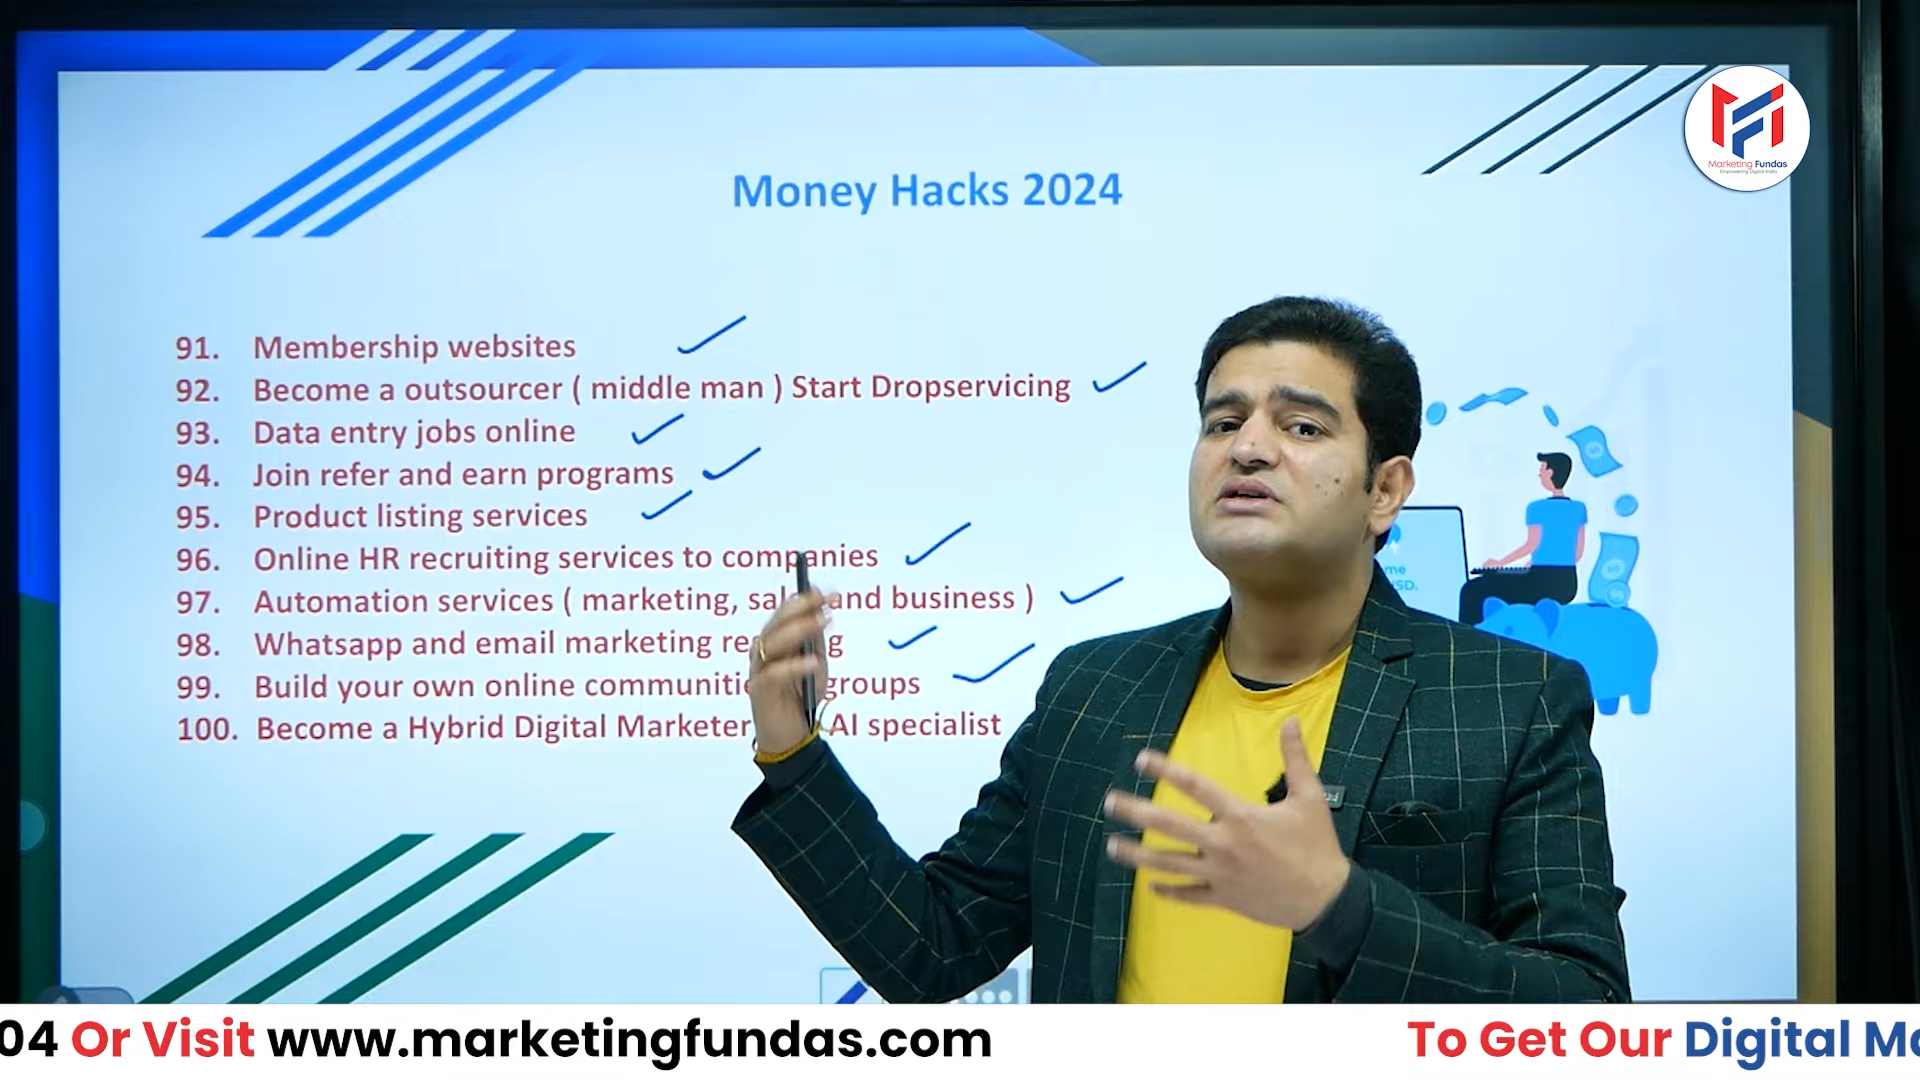 Marketing Fundas
Empowering Digital India
Money Hacks 2024
91. Membership websites
92. Become a outsourcer ( middle man ) Start Dropservicing
93. Data entry jobs online
94. Join refer and earn programs
95. Product listing services
96. Online HR recruiting services to companies
97. Automation services ( marketing, and business )
98. Whatsapp and email marketing
99. Build your own online groups
100. Become a Hybrid Digital Marketer AI specialist
04 Or Visit www.marketingfundas.com
To Get Our Digital